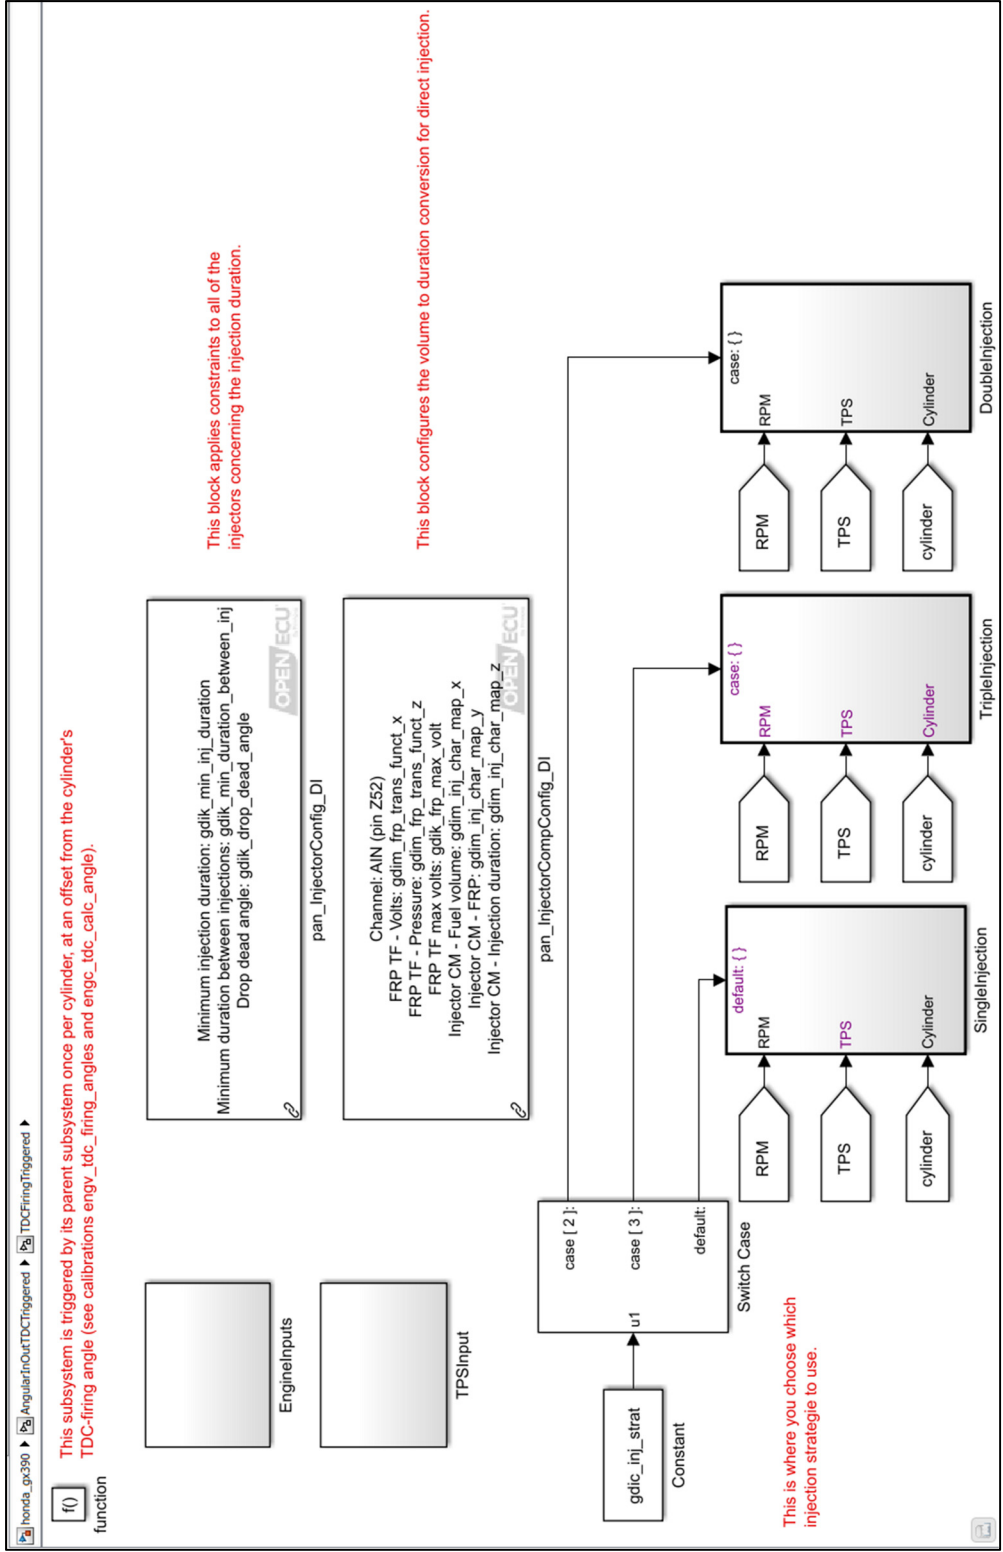 honda_gx390 AngularInOutTDCTriggered TDCFiringTriggered
f()
function
This subsystem is triggered by its parent subsystem once per cylinder, at an offset from the cylinder's
TDC-firing angle (see calibrations engv_tdc_firing_angles and engc_tdc_calc_angle).
EngineInputs
Minimum injection duration: gdik_min_inj_duration
Minimum duration between injections: gdik_min_duration_between_inj
Drop dead angle: gdik_drop_dead_angle
OPENECU
pan_InjectorConfig_DI
This block applies constraints to all of the
injectors concerning the injection duration.
TPSInput
Channel: AIN (pin Z52)
FRP TF - Volts: gdim_frp_trans_funct_x
FRP TF - Pressure: gdim_frp_trans_funct_z
FRP TF max volts: gdik_frp_max_volt
Injector CM - Fuel volume: gdim_inj_char_map_x
Injector CM - FRP: gdim_inj_char_map_y
Injector CM - Injection duration: gdim_inj_char_map_z
OPENECU
pan_InjectorCompConfig_DI
This block configures the volume to duration conversion for direct injection.
gdic_inj_strat
Constant
u1
case [ 2 ]:
case [ 3 ]:
default:
Switch Case
This is where you choose which
injection strategie to use.
RPM
TPS
cylinder
default: { }
RPM
TPS
Cylinder
SingleInjection
RPM
TPS
cylinder
case: { }
RPM
TPS
Cylinder
TripleInjection
RPM
TPS
cylinder
case: { }
RPM
TPS
Cylinder
DoubleInjection